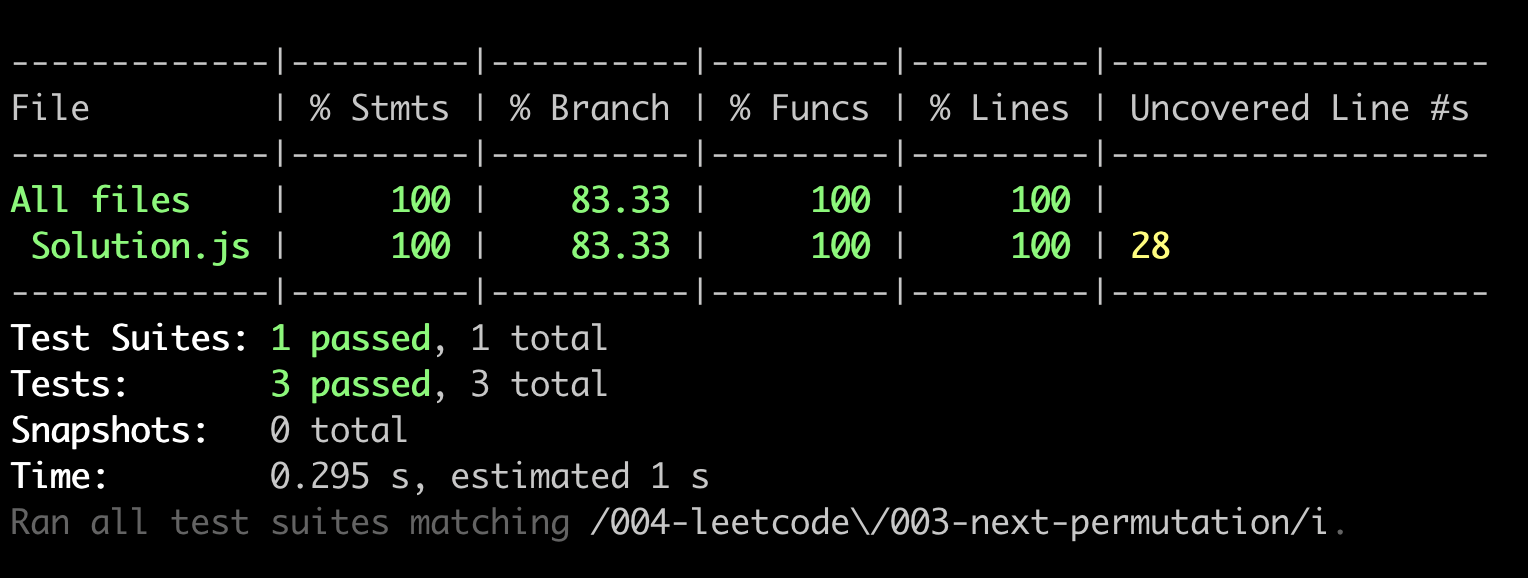 -------------|---------|----------|---------|---------|-------------------
File         | % Stmts | % Branch | % Funcs | % Lines | Uncovered Line #s
-------------|---------|----------|---------|---------|-------------------
All files    |     100 |    83.33 |     100 |     100 |
 Solution.js |     100 |    83.33 |     100 |     100 | 28
-------------|---------|----------|---------|---------|-------------------
Test Suites: 1 passed, 1 total
Tests:       3 passed, 3 total
Snapshots:   0 total
Time:        0.295 s, estimated 1 s
Ran all test suites matching /004-leetcode\/003-next-permutation/i.